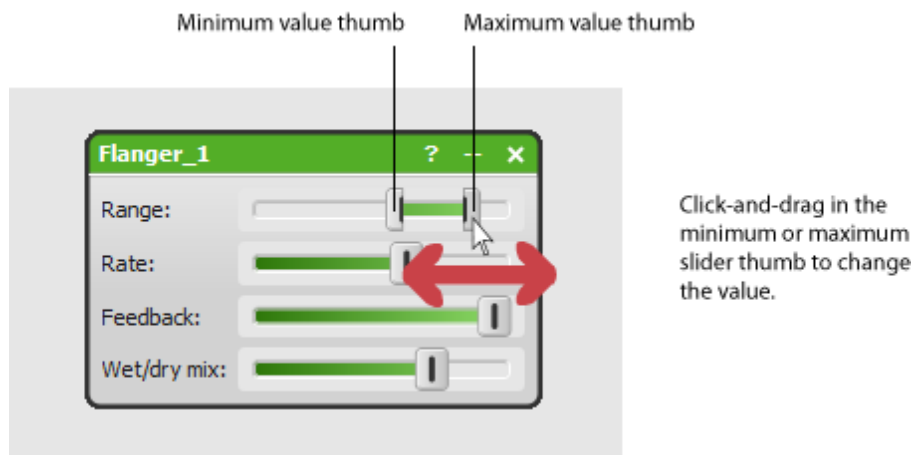 Minimum value thumb
Maximum value thumb
Flanger_1 ? -- ×
Range:
Rate:
Feedback:
Wet/dry mix:
Click-and-drag in the
minimum or maximum
slider thumb to change
the value.